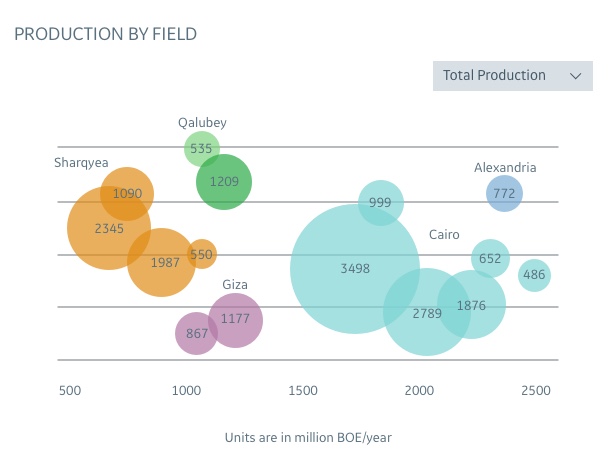 PRODUCTION BY FIELD
Total Production
Qalubey
535
Sharqyea
Alexandria
1090
1209
772
999
2345
Cairo
1987
550
3498
652
486
Giza
867
1177
2789
1876
500 1000 1500 2000 2500
Units are in million BOE/year